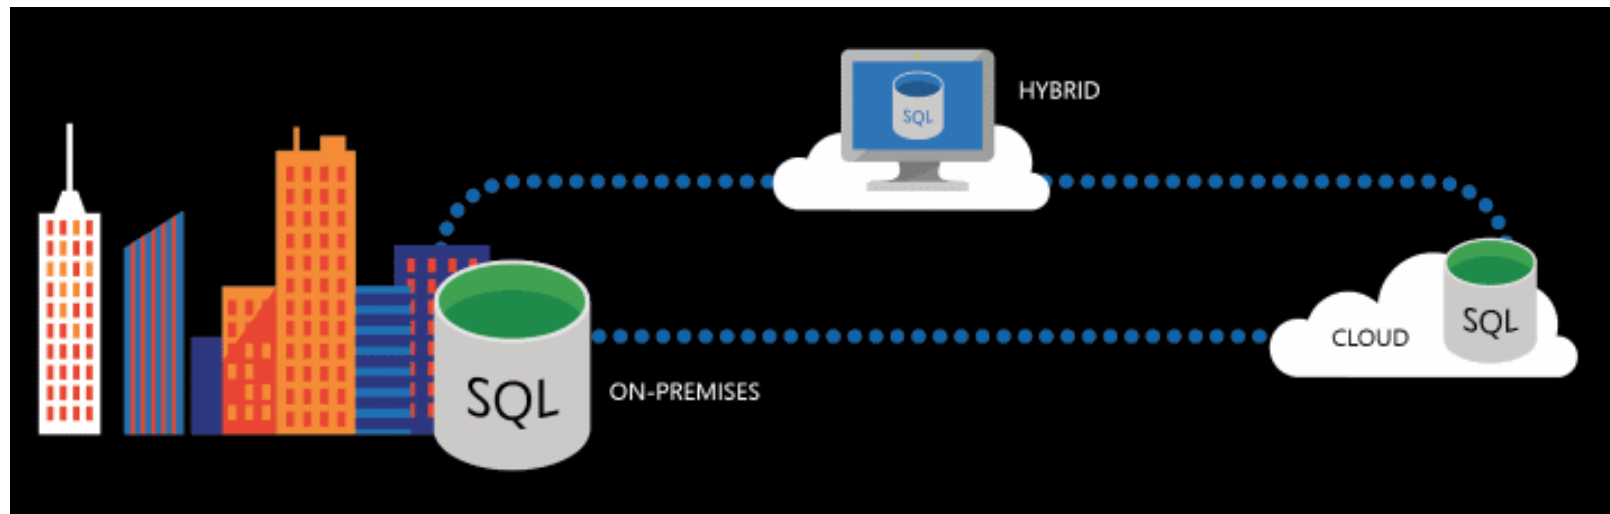 HYBRID
SQL
SQL
CLOUD
SQL
ON-PREMISES